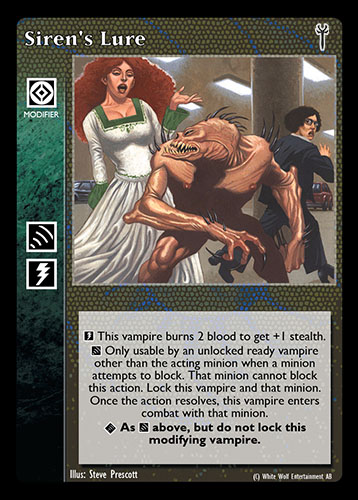 Siren's Lure
MODIFIER
This vampire burns 2 blood to get +1 stealth.
Only usable by an unlocked ready vampire
other than the acting minion when a minion
attempts to block. That minion cannot block
this action. Lock this vampire and that minion.
Once the action resolves, this vampire enters
combat with that minion.
As above, but do not lock this
modifying vampire.
Illus: Steve Prescott
(C) White Wolf Entertainment AB